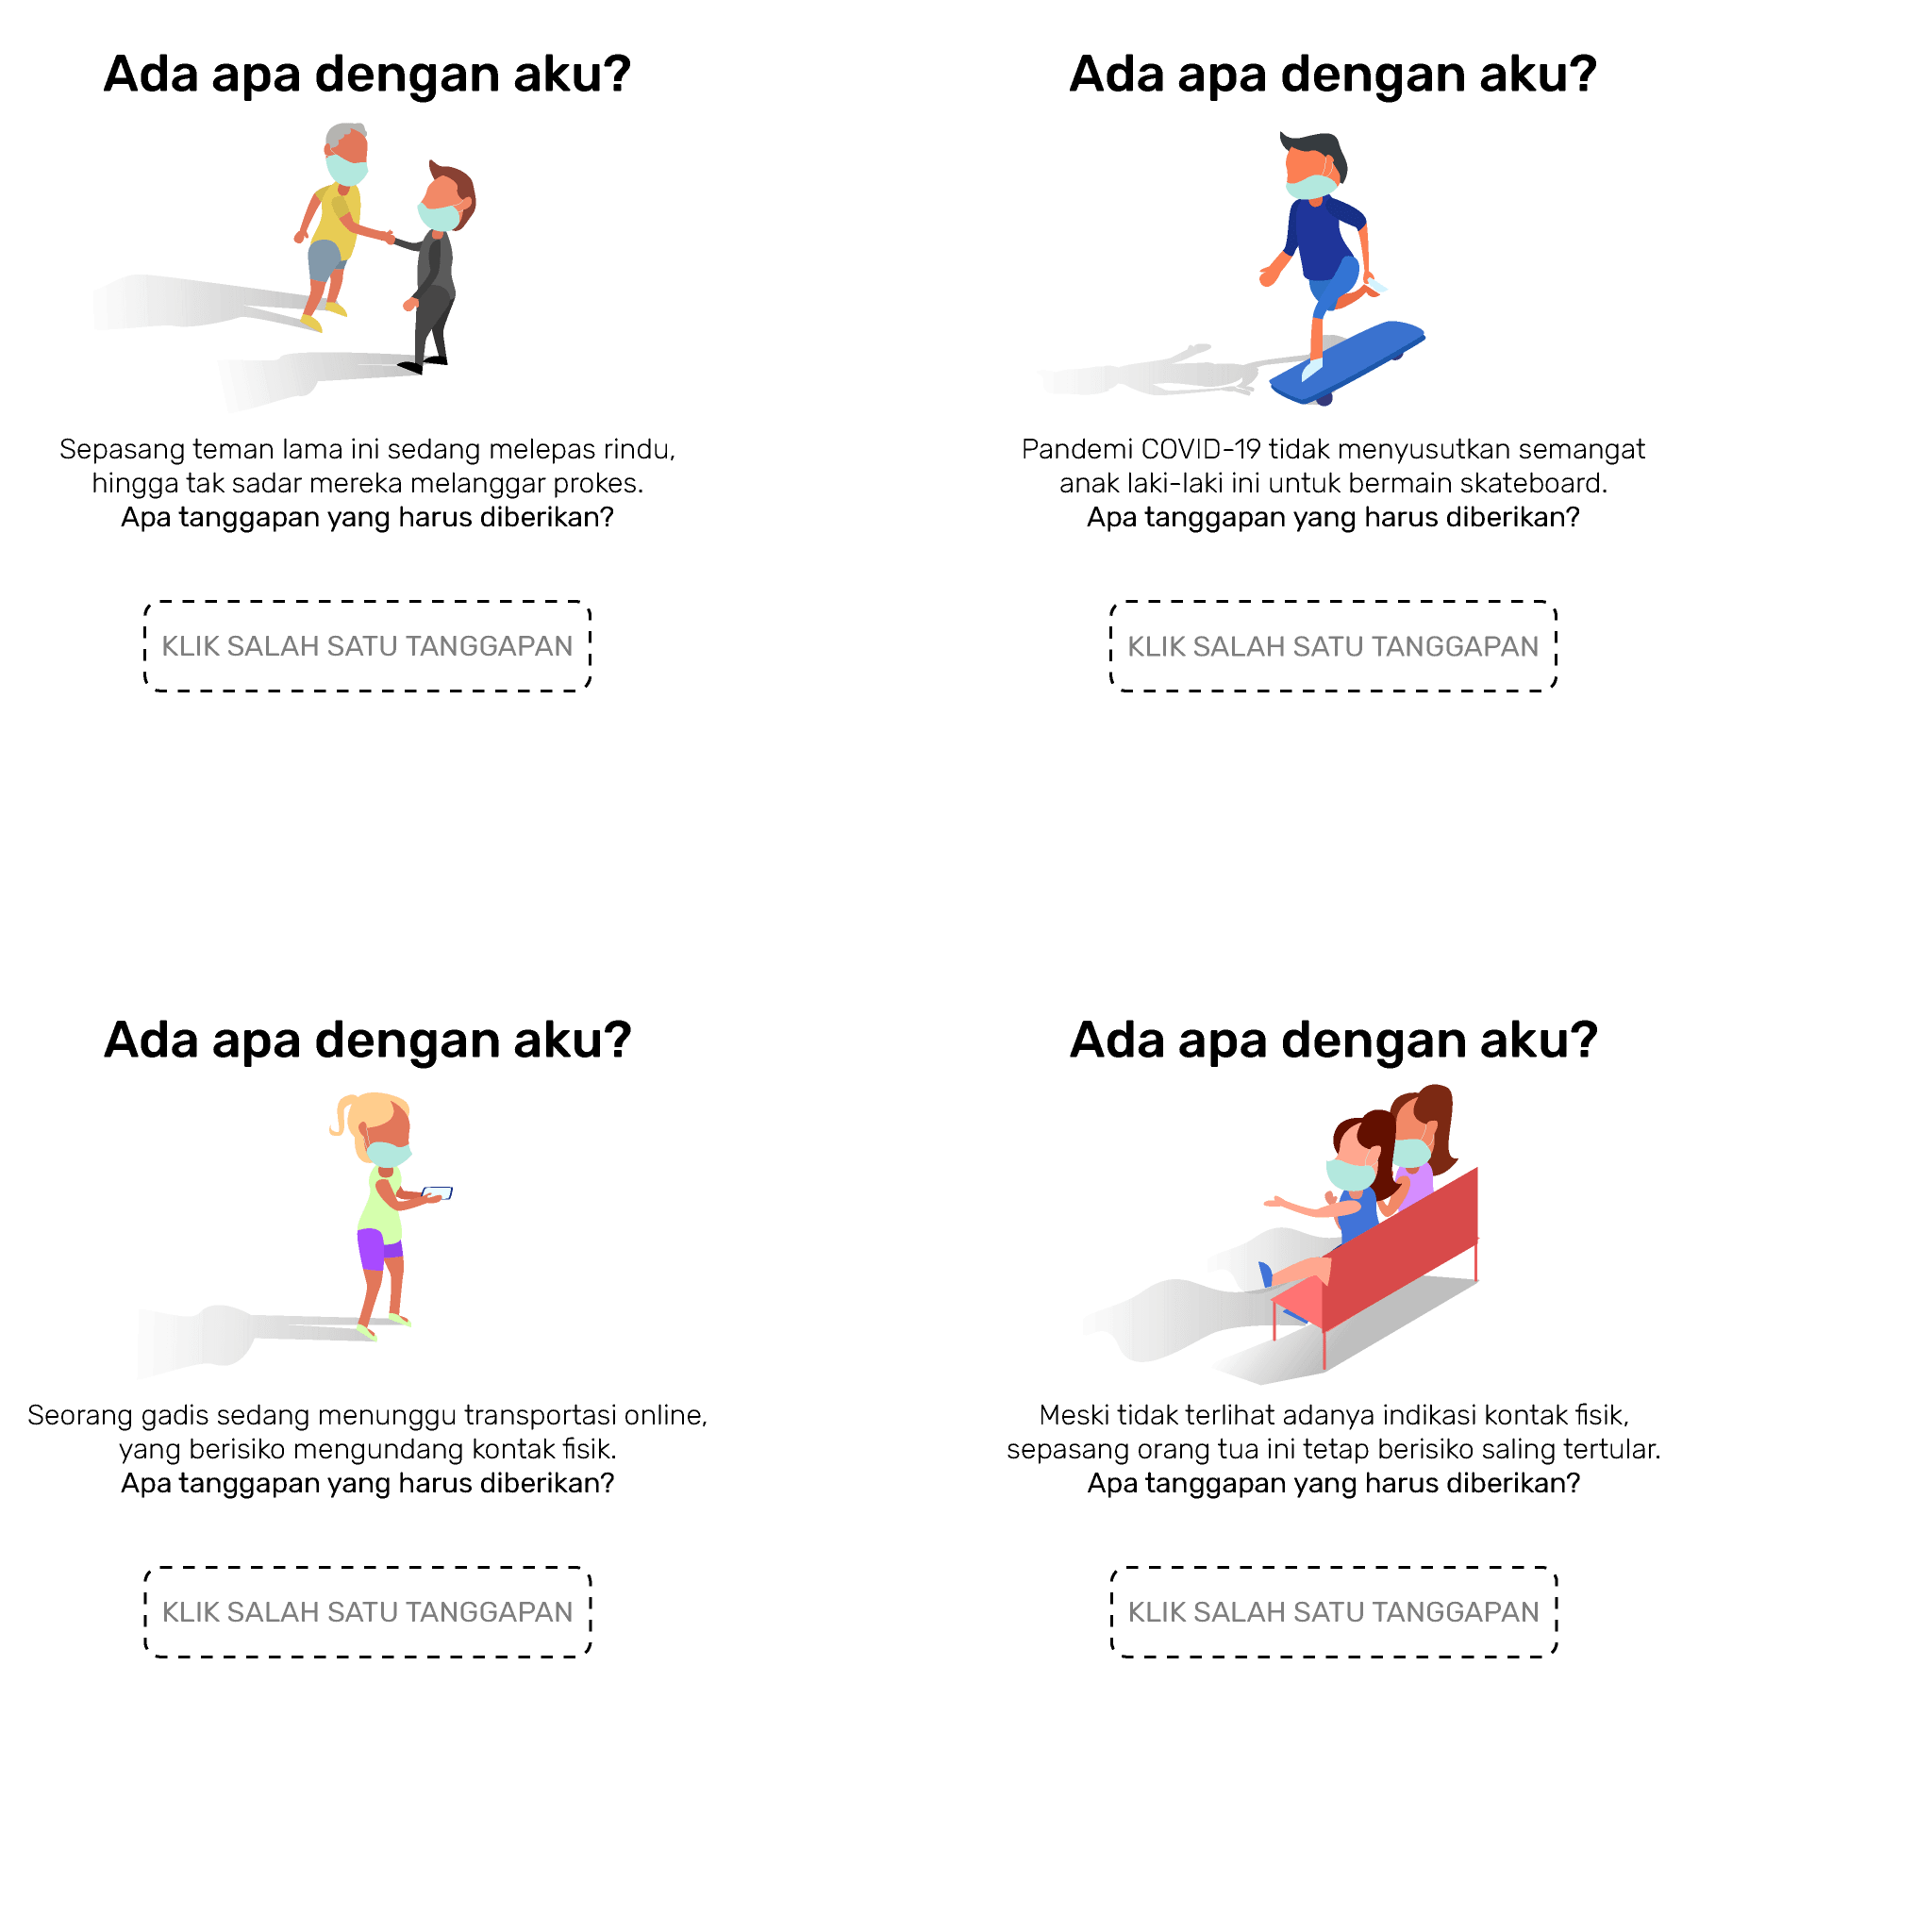 Ada apa dengan aku?
Sepasang teman lama ini sedang melepas rindu,
hingga tak sadar mereka melanggar prokes.
Apa tanggapan yang harus diberikan?
KLIK SALAH SATU TANGGAPAN
Ada apa dengan aku?
Pandemi COVID-19 tidak menyusutkan semangat
anak laki-laki ini untuk bermain skateboard.
Apa tanggapan yang harus diberikan?
KLIK SALAH SATU TANGGAPAN
Ada apa dengan aku?
Seorang gadis sedang menunggu transportasi online,
yang berisiko mengundang kontak fisik.
Apa tanggapan yang harus diberikan?
KLIK SALAH SATU TANGGAPAN
Ada apa dengan aku?
Meski tidak terlihat adanya indikasi kontak fisik,
sepasang orang tua ini tetap berisiko saling tertular.
Apa tanggapan yang harus diberikan?
KLIK SALAH SATU TANGGAPAN